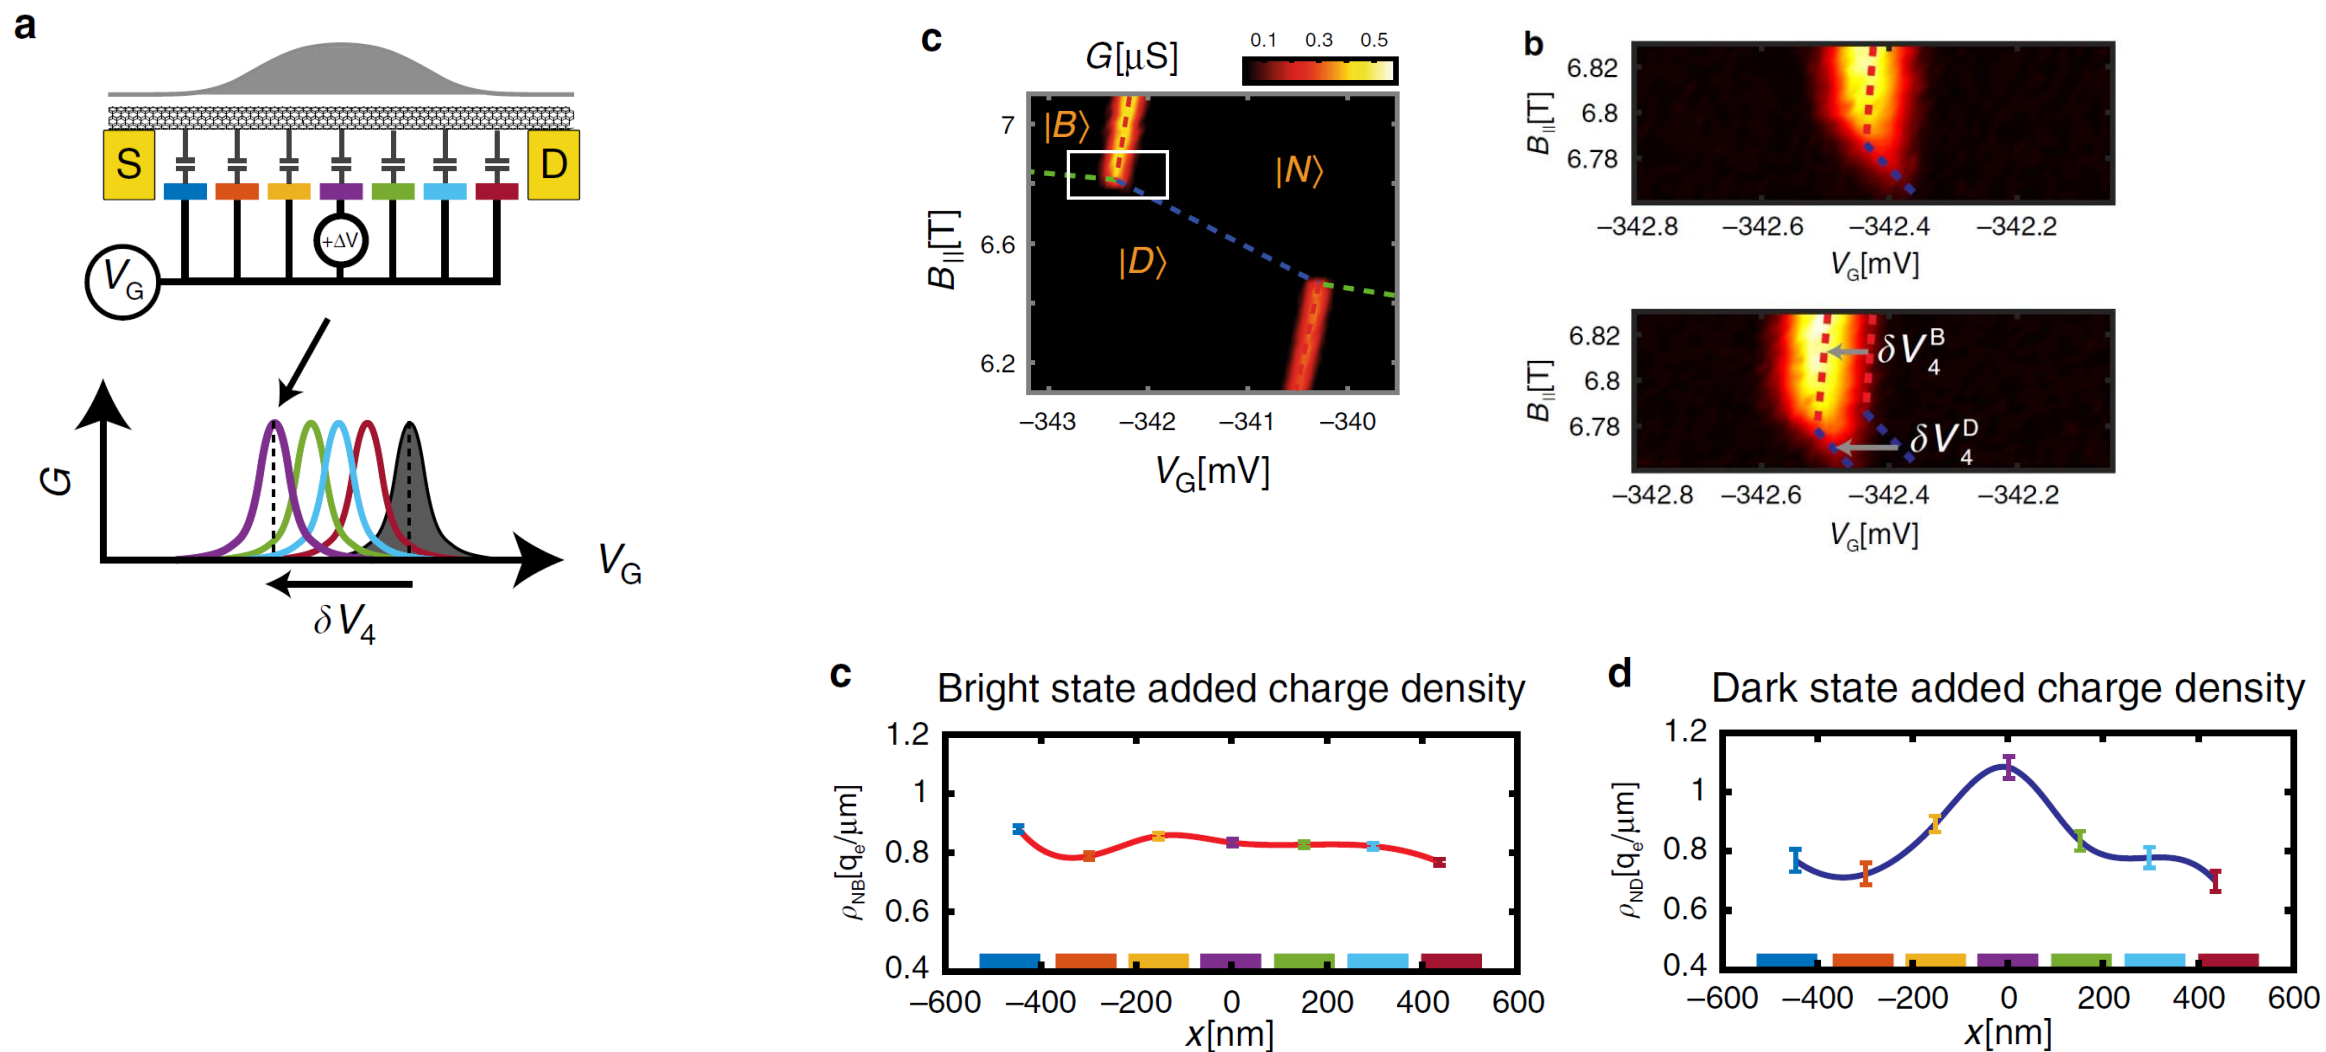 a
S
D
+ΔV
V_G
G
V_G
δV_4
c
G[μS]
0.1 0.3 0.5
|B⟩
|N⟩
|D⟩
7
6.6
6.2
B_||[T]
−343 −342 −341 −340
V_G[mV]
b
6.82
6.8
6.78
B_||[T]
−342.8 −342.6 −342.4 −342.2
V_G[mV]
6.82
6.8
6.78
B_||[T]
δV_4^B
δV_4^D
−342.8 −342.6 −342.4 −342.2
V_G[mV]
c
Bright state added charge density
1.2
1
0.8
0.6
0.4
ρ_NB[q_e/μm]
−600 −400 −200 0 200 400 600
x[nm]
d
Dark state added charge density
1.2
1
0.8
0.6
0.4
ρ_ND[q_e/μm]
−600 −400 −200 0 200 400 600
x[nm]